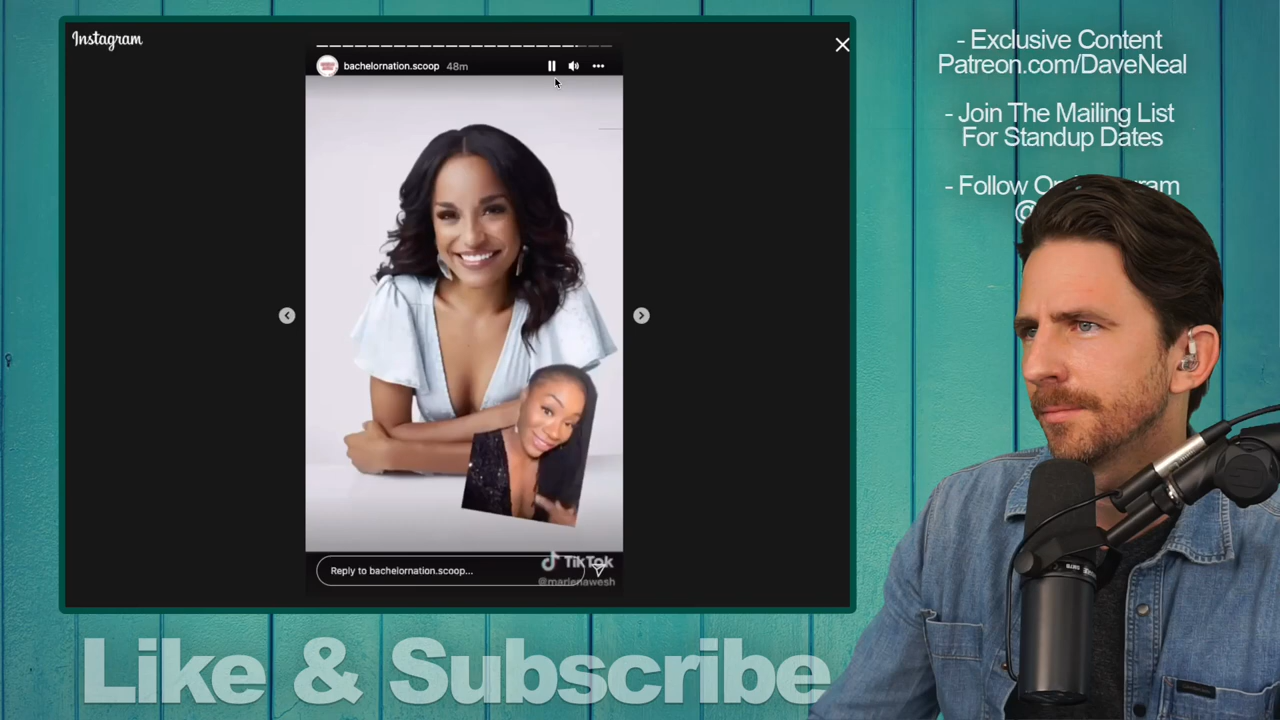 Instagram
bachelornation.scoop 48m
Reply to bachelornation.scoop...
TikTok
@marlenawesh
- Exclusive Content
Patreon.com/DaveNeal
- Join The Mailing List
For Standup Dates
- Follow
@
Like & Subscribe